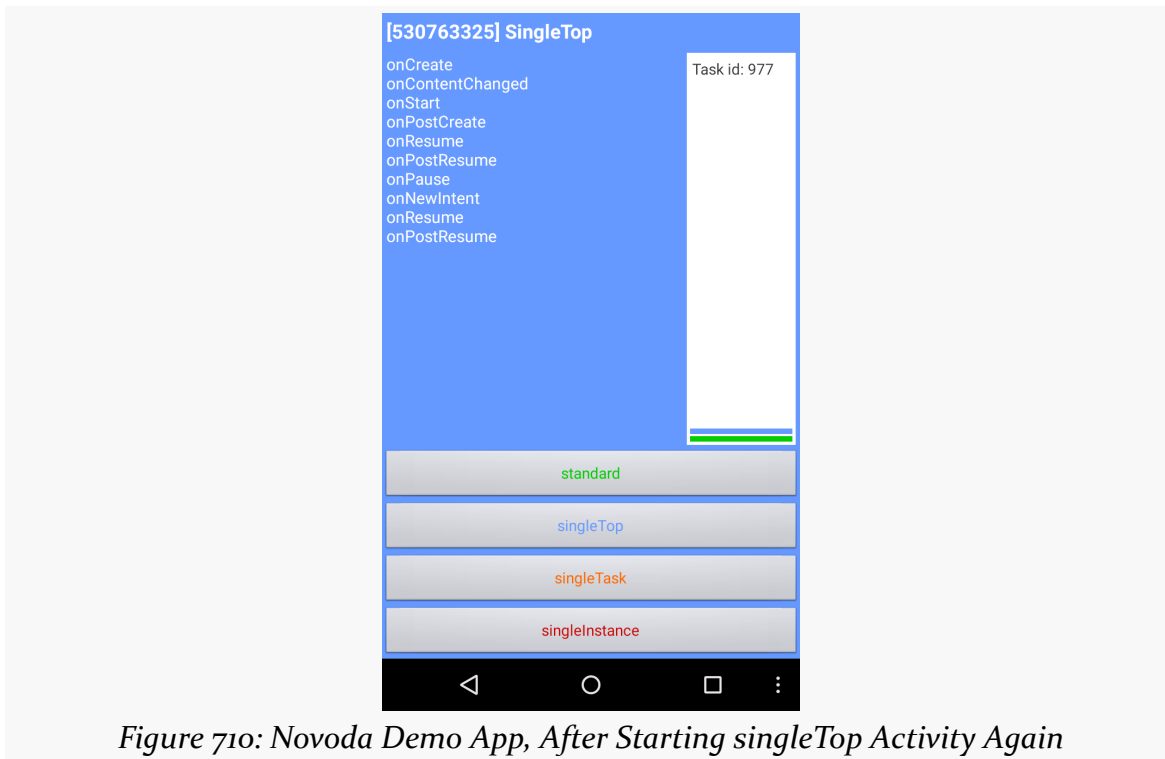 [530763325] SingleTop
onCreate
onContentChanged
onStart
onPostCreate
onResume
onPostResume
onPause
onNewIntent
onResume
onPostResume
Task id: 977
standard
singleTop
singleTask
singleInstance
Figure 710: Novoda Demo App, After Starting singleTop Activity Again